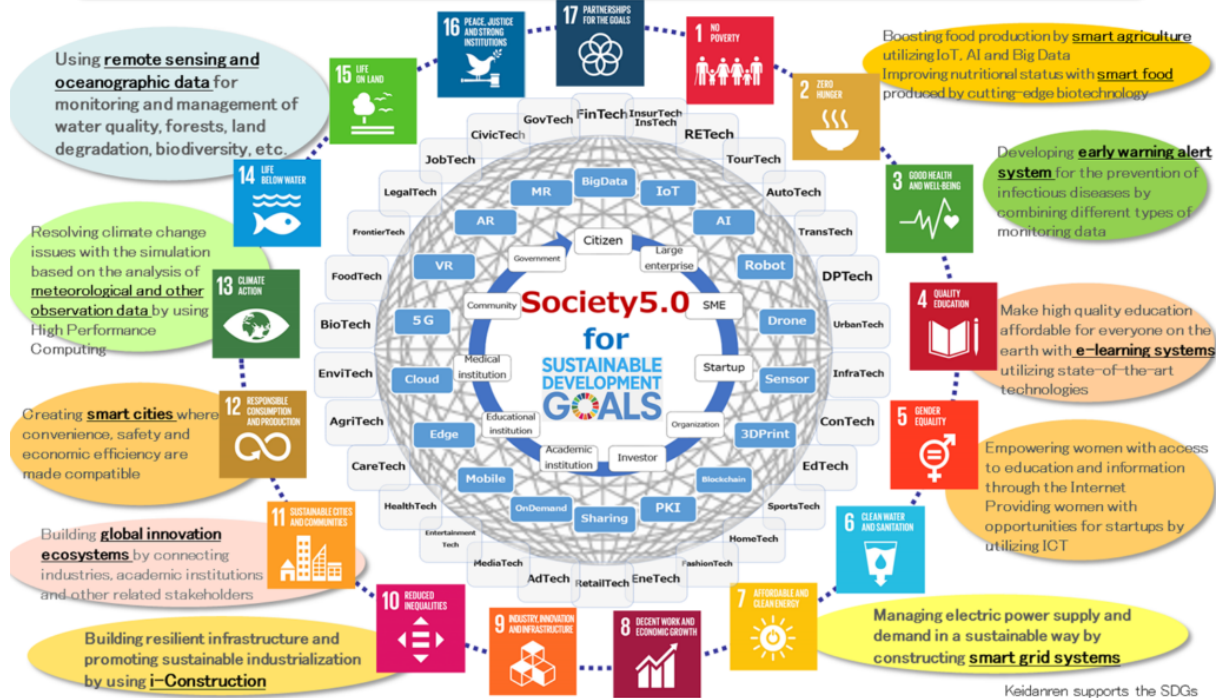 17 PARTNERSHIPS
FOR THE GOALS
1 NO
POVERTY
Boosting food production by smart agriculture
utilizing IoT, AI and Big Data
Improving nutritional status with smart food
produced by cutting-edge biotechnology
2 ZERO
HUNGER
Developing early warning alert
system for the prevention of
infectious diseases by
combining different types of
monitoring data
3 GOOD HEALTH
AND WELL-BEING
4 QUALITY
EDUCATION
Make high quality education
affordable for everyone on the
earth with e-learning systems
utilizing state-of-the-art
technologies
5 GENDER
EQUALITY
Empowering women with access
to education and information
through the Internet
Providing women with
opportunities for startups by
utilizing ICT
6 CLEAN WATER
AND SANITATION
7 AFFORDABLE AND
CLEAN ENERGY
Managing electric power supply and
demand in a sustainable way by
constructing smart grid systems
8 DECENT WORK AND
ECONOMIC GROWTH
9 INDUSTRY, INNOVATION
AND INFRASTRUCTURE
Building resilient infrastructure and
promoting sustainable industrialization
by using i-Construction
10 REDUCED
INEQUALITIES
Building global innovation
ecosystems by connecting
industries, academic institutions
and other related stakeholders
11 SUSTAINABLE CITIES
AND COMMUNITIES
Creating smart cities where
convenience, safety and
economic efficiency are
made compatible
12 RESPONSIBLE
CONSUMPTION
AND PRODUCTION
Resolving climate change
issues with the simulation
based on the analysis of
meteorological and other
observation data by using
High Performance
Computing
13 CLIMATE
ACTION
14 LIFE
BELOW WATER
Using remote sensing and
oceanographic data for
monitoring and management of
water quality, forests, land
degradation, biodiversity, etc.
15 LIFE
ON LAND
16 PEACE, JUSTICE
AND STRONG
INSTITUTIONS
FinTech
InsurTech
InsTech
RETech
TourTech
AutoTech
TransTech
DPTech
UrbanTech
InfraTech
ConTech
EdTech
SportsTech
HomeTech
FashionTech
EneTech
RetailTech
AdTech
MediaTech
Entertainment
Tech
HealthTech
CareTech
AgriTech
EnviTech
BioTech
FoodTech
FrontierTech
LegalTech
JobTech
CivicTech
GovTech
BigData
IoT
AI
Robot
Drone
Sensor
3DPrint
Blockchain
PKI
Sharing
OnDemand
Mobile
Edge
Cloud
5G
VR
AR
MR
Citizen
Large
enterprise
SME
Startup
Organization
Investor
Academic
institution
Educational
institution
Medical
institution
Community
Government
Society5.0
for
SUSTAINABLE
DEVELOPMENT
GOALS
Keidanren supports the SDGs